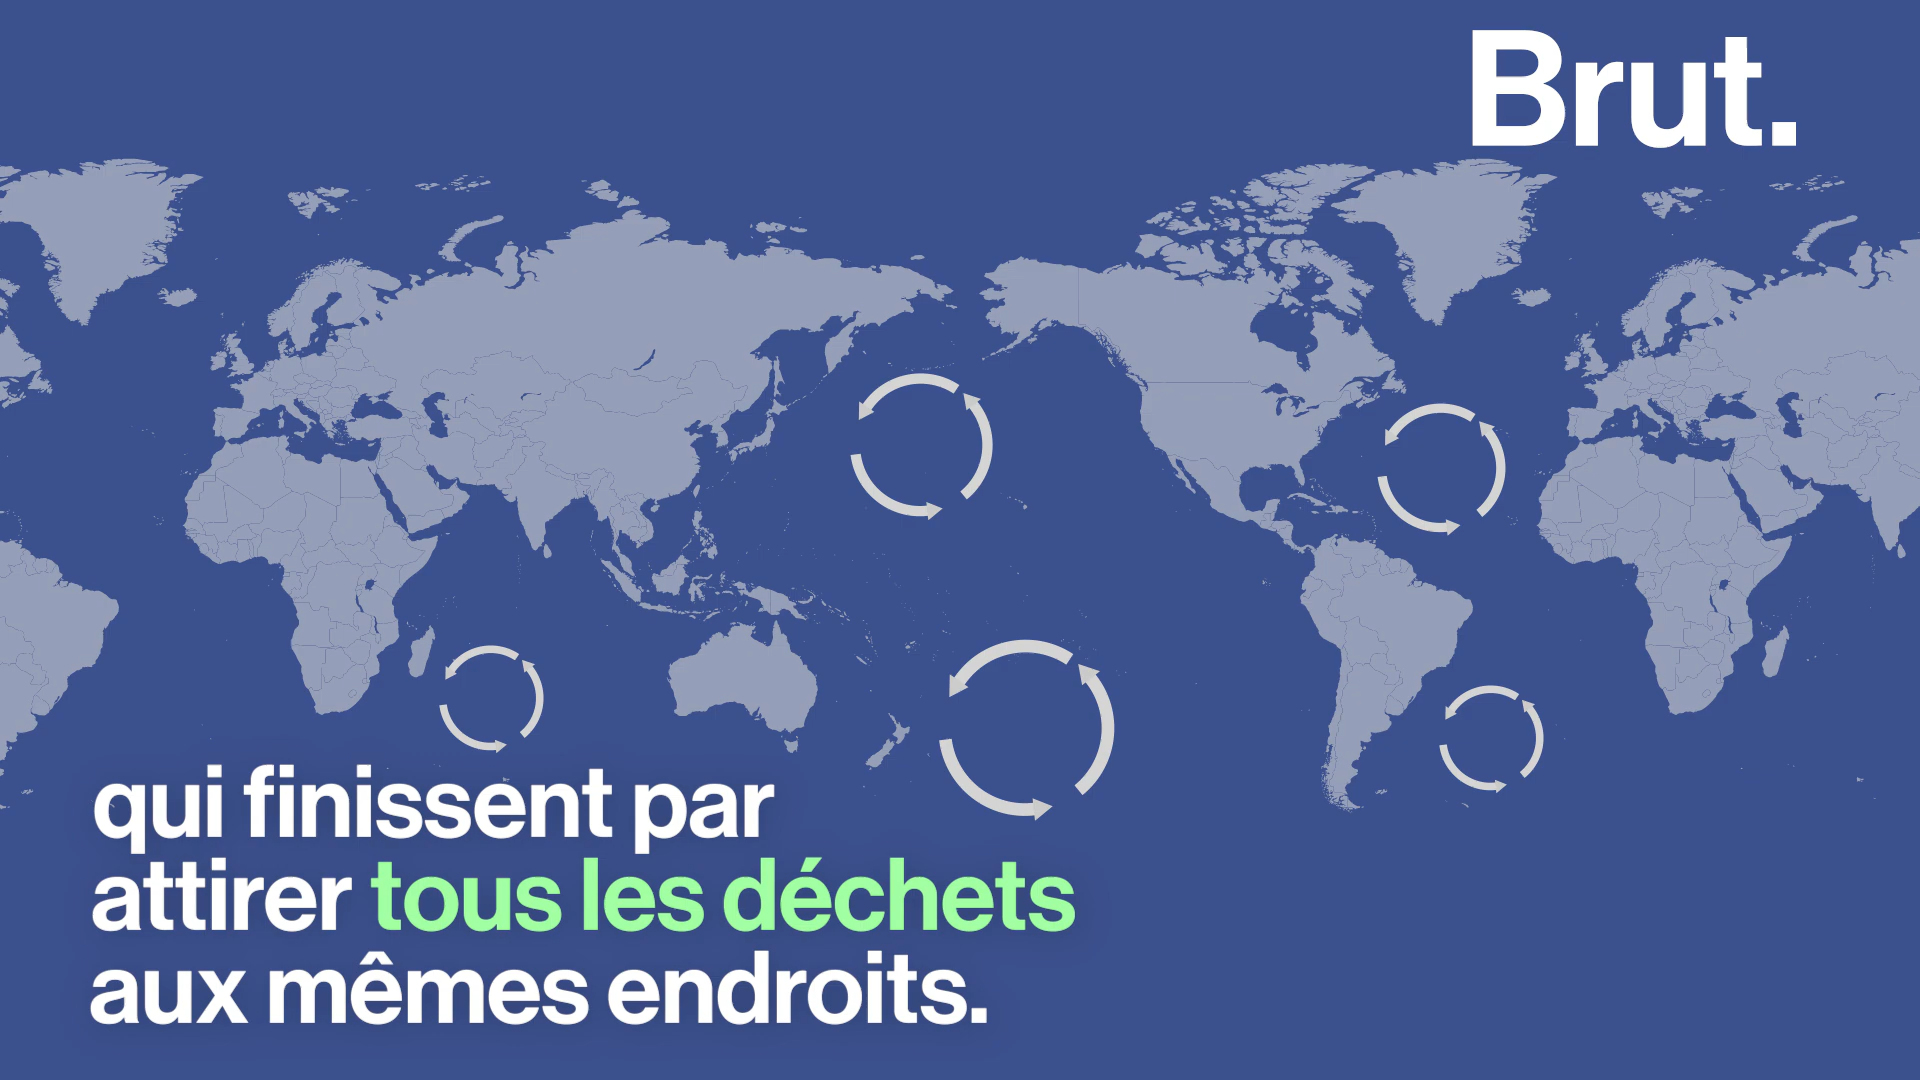 Brut.
qui finissent par
attirer tous les déchets
aux mêmes endroits.